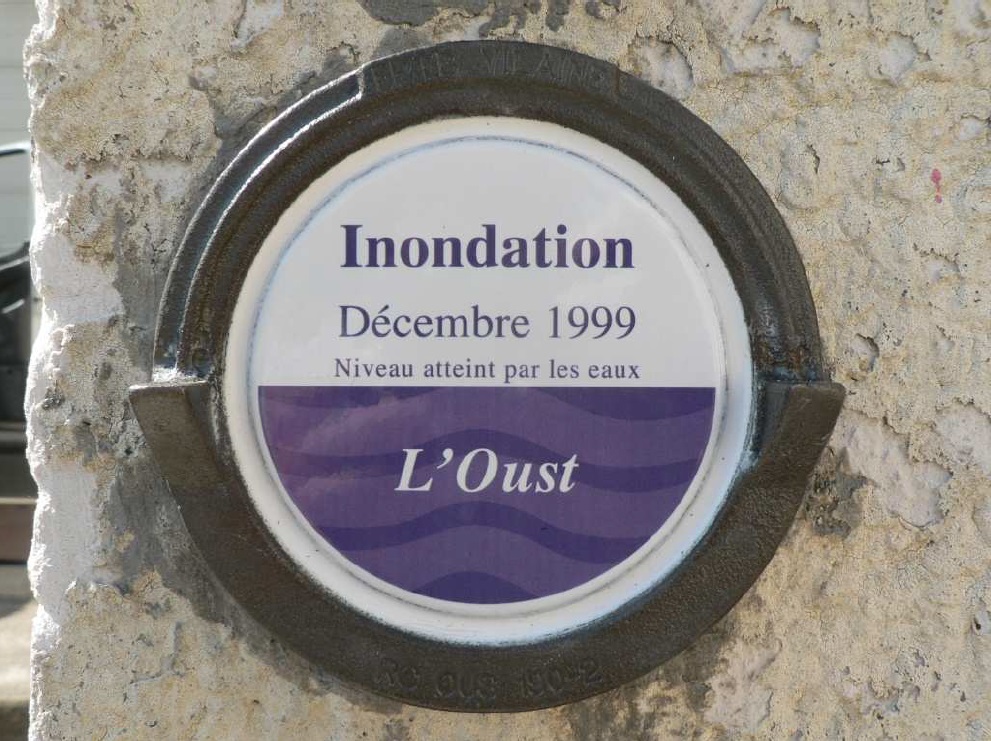 Inondation
Décembre 1999
Niveau atteint par les eaux
L'Oust